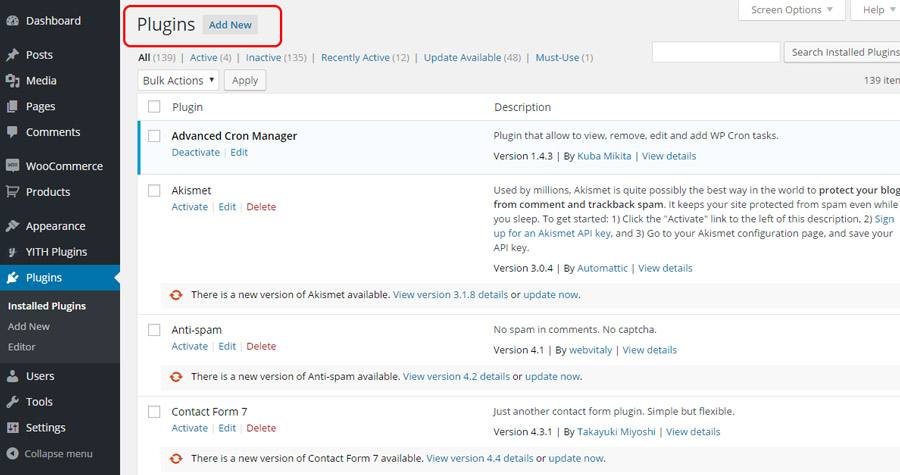 Screen Options ▼ Help ▼
Plugins Add New
All (139) | Active (4) | Inactive (135) | Recently Active (12) | Update Available (48) | Must-Use (1)
Search Installed Plugins
Bulk Actions ▼ Apply
139 item
Plugin Description
Advanced Cron Manager
Deactivate | Edit
Plugin that allow to view, remove, edit and add WP Cron tasks.
Version 1.4.3 | By Kuba Mikita | View details
Akismet
Activate | Edit | Delete
Used by millions, Akismet is quite possibly the best way in the world to protect your blog
from comment and trackback spam. It keeps your site protected from spam even while
you sleep. To get started: 1) Click the "Activate" link to the left of this description, 2) Sign
up for an Akismet API key, and 3) Go to your Akismet configuration page, and save your
API key.
Version 3.0.4 | By Automattic | View details
There is a new version of Akismet available. View version 3.1.8 details or update now.
Anti-spam
Activate | Edit | Delete
No spam in comments. No captcha.
Version 4.1 | By webvitaly | View details
There is a new version of Anti-spam available. View version 4.2 details or update now.
Contact Form 7
Activate | Edit | Delete
Just another contact form plugin. Simple but flexible.
Version 4.3.1 | By Takayuki Miyoshi | View details
There is a new version of Contact Form 7 available. View version 4.4 details or update now.
Dashboard
Posts
Media
Pages
Comments
WooCommerce
Products
Appearance
YITH Plugins
Plugins
Installed Plugins
Add New
Editor
Users
Tools
Settings
Collapse menu